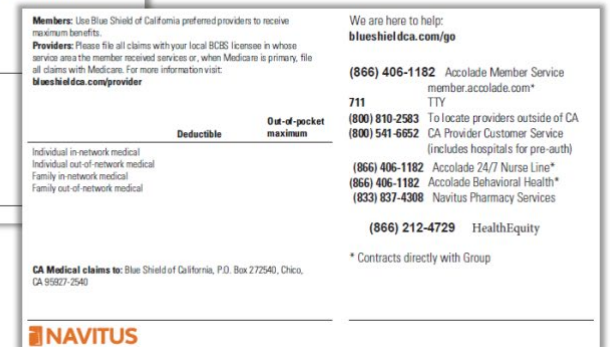 Members: Use Blue Shield of California preferred providers to receive
maximum benefits.
Providers: Please file all claims with your local BCBS licensee in whose
service area the member received services or, when Medicare is primary, file
all claims with Medicare. For more information visit:
blueshieldca.com/provider
Deductible
Out-of-pocket
maximum
Individual in-network medical
Individual out-of-network medical
Family in-network medical
Family out-of-network medical
CA Medical claims to: Blue Shield of California, P.O. Box 272540, Chico,
CA 95927-2540
NAVITUS
We are here to help:
blueshieldca.com/go
(866) 406-1182 Accolade Member Service
member.accolade.com*
711 TTY
(800) 810-2583 To locate providers outside of CA
(800) 541-6652 CA Provider Customer Service
(includes hospitals for pre-auth)
(866) 406-1182 Accolade 24/7 Nurse Line*
(866) 406-1182 Accolade Behavioral Health*
(833) 837-4308 Navitus Pharmacy Services
(866) 212-4729 HealthEquity
* Contracts directly with Group